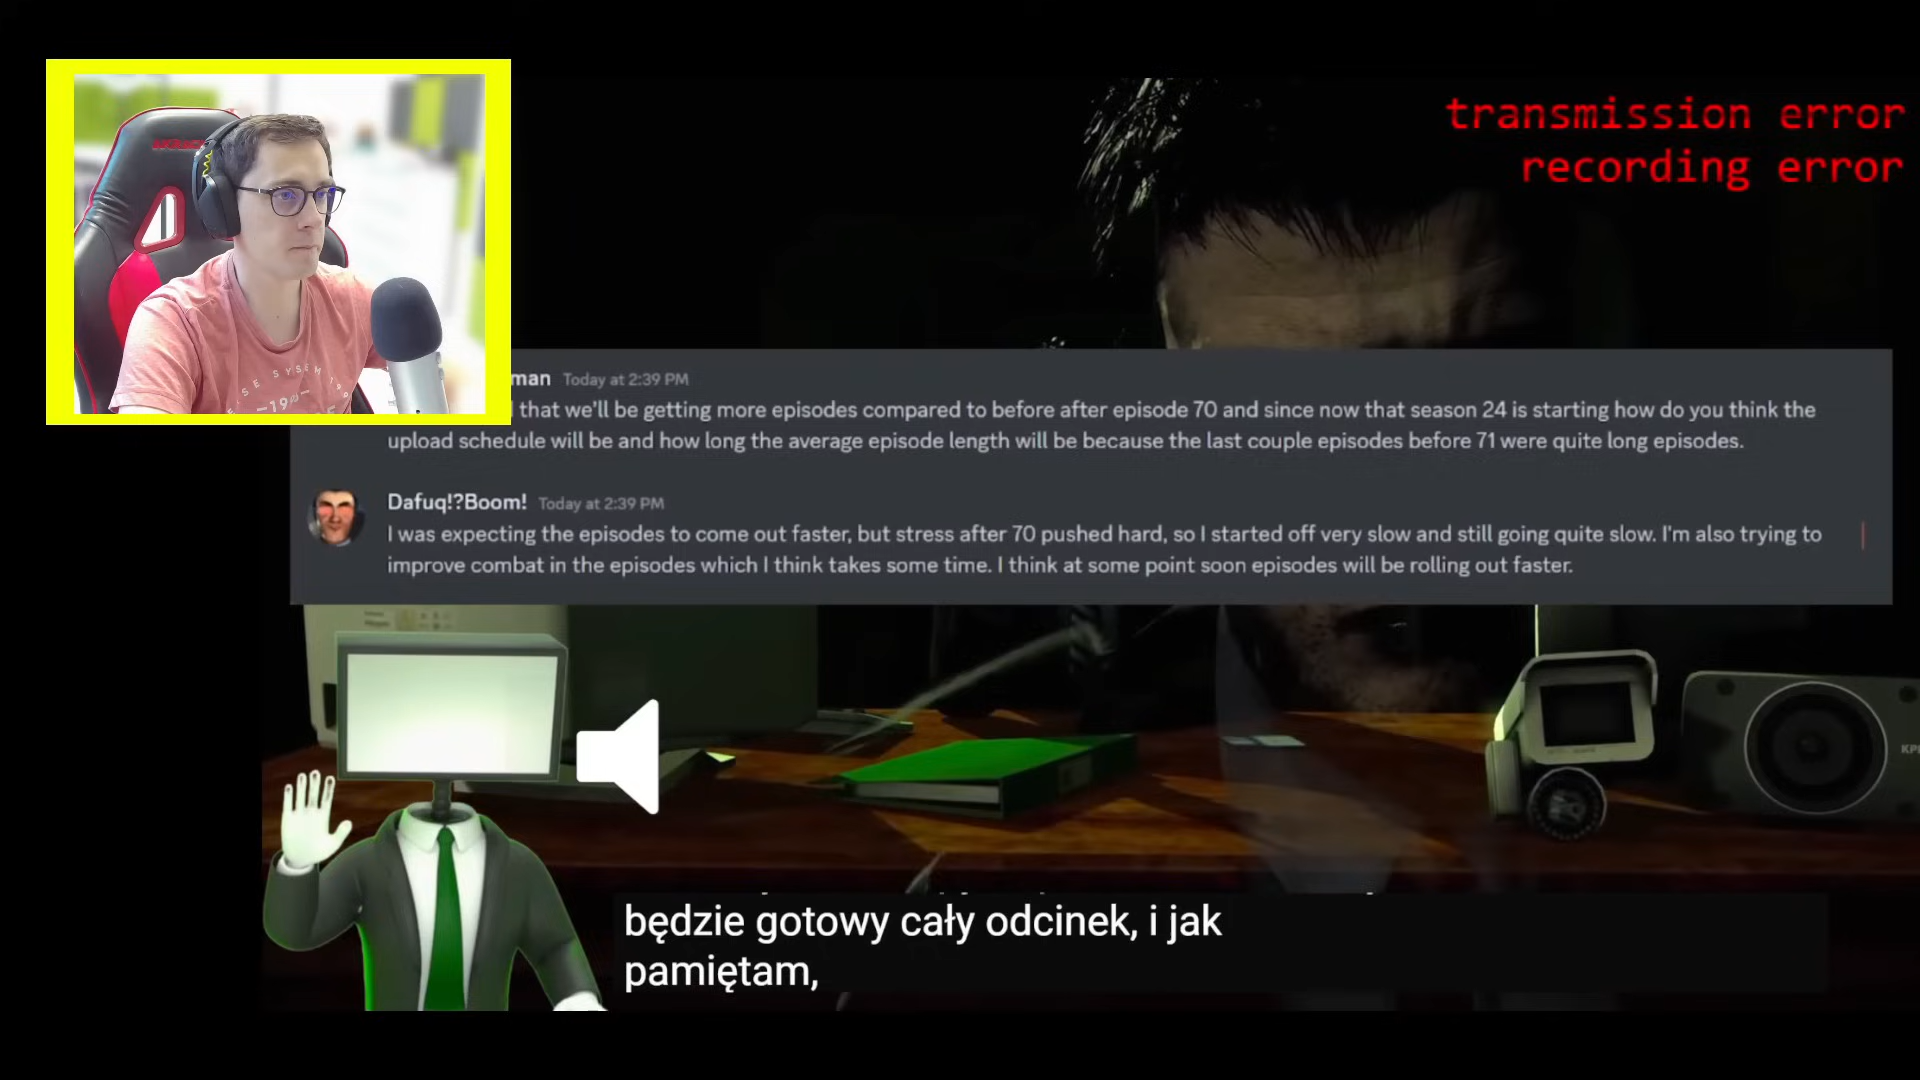 transmission error
recording error
man Today at 2:39 PM
that we'll be getting more episodes compared to before after episode 70 and since now that season 24 is starting how do you think the
upload schedule will be and how long the average episode length will be because the last couple episodes before 71 were quite long episodes.
Dafuq!?Boom! Today at 2:39 PM
I was expecting the episodes to come out faster, but stress after 70 pushed hard, so I started off very slow and still going quite slow. I'm also trying to
improve combat in the episodes which I think takes some time. I think at some point soon episodes will be rolling out faster.
będzie gotowy cały odcinek, i jak
pamiętam,